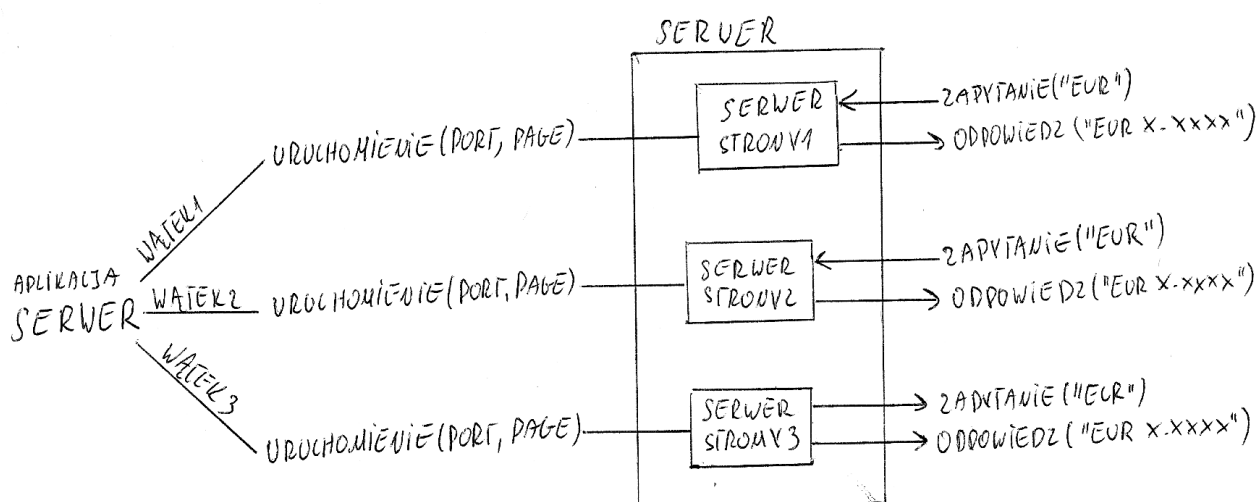 SERVER
SERWER
STRONY1
ZAPYTANIE("EUR")
ODPOWIEDZ("EUR X.XXXX")
URUCHOMIENIE(PORT, PAGE)
WĄTEK1
APLIKACJA
SERWER
WĄTEK2
URUCHOMIENIE(PORT, PAGE)
SERWER
STRONY2
ZAPYTANIE("EUR")
ODPOWIEDZ("EUR X.XXXX")
WĄTEK3
URUCHOMIENIE(PORT, PAGE)
SERWER
STRONY3
ZAPYTANIE("EUR")
ODPOWIEDZ("EUR X.XXXX")